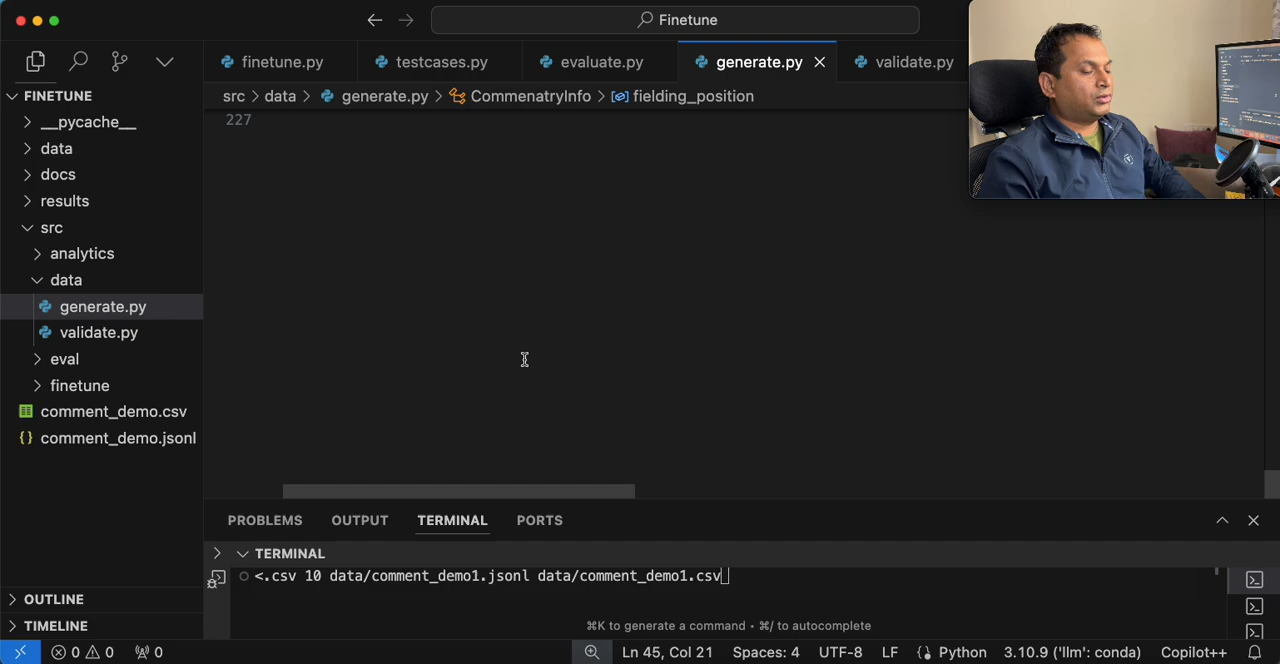 Finetune
finetune.py
testcases.py
evaluate.py
generate.py
validate.py
FINETUNE
src > data > generate.py > CommenatryInfo > fielding_position
227
__pycache__
data
docs
results
src
analytics
data
generate.py
validate.py
eval
finetune
comment_demo.csv
comment_demo.jsonl
PROBLEMS
OUTPUT
TERMINAL
PORTS
TERMINAL
<.csv 10 data/comment_demo1.jsonl data/comment_demo1.csv
⌘K to generate a command • ⌘/ to autocomplete
OUTLINE
TIMELINE
0 0 0
Ln 45, Col 21
Spaces: 4
UTF-8
LF
Python
3.10.9 ('llm': conda)
Copilot++